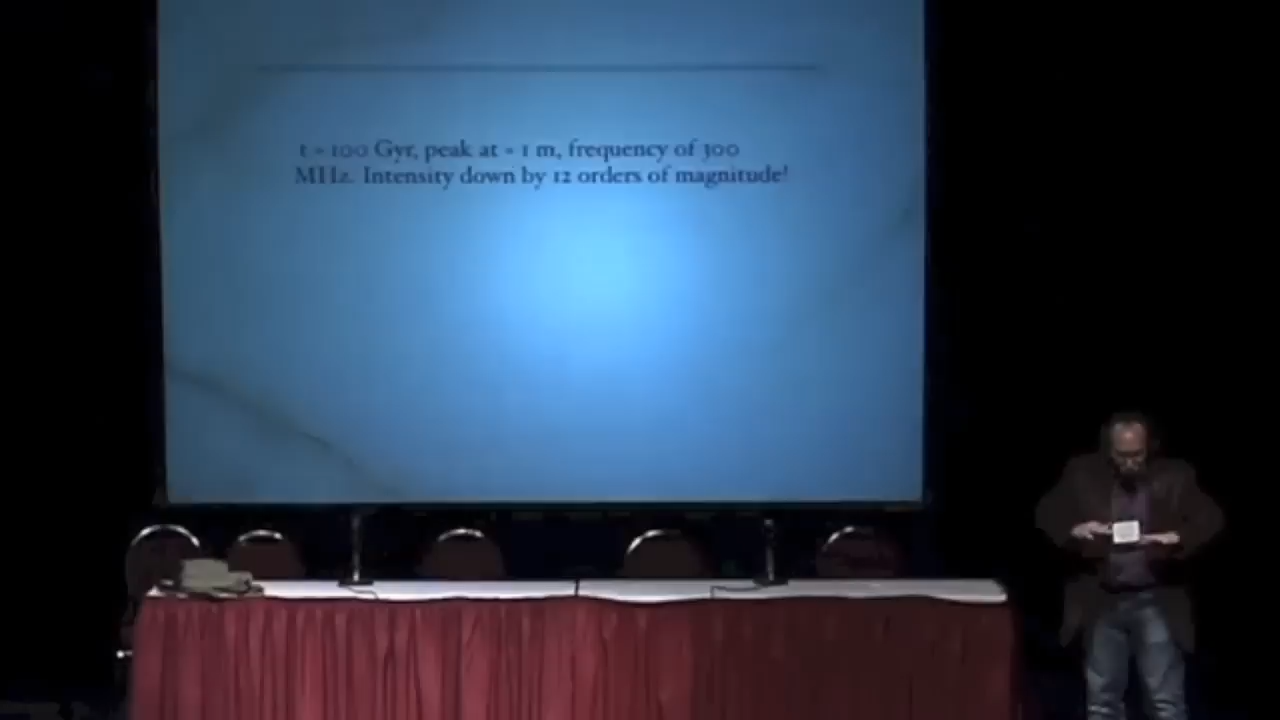 t = 100 Gyr, peak at ~ 1 m, frequency of 300
MHz. Intensity down by 12 orders of magnitude!